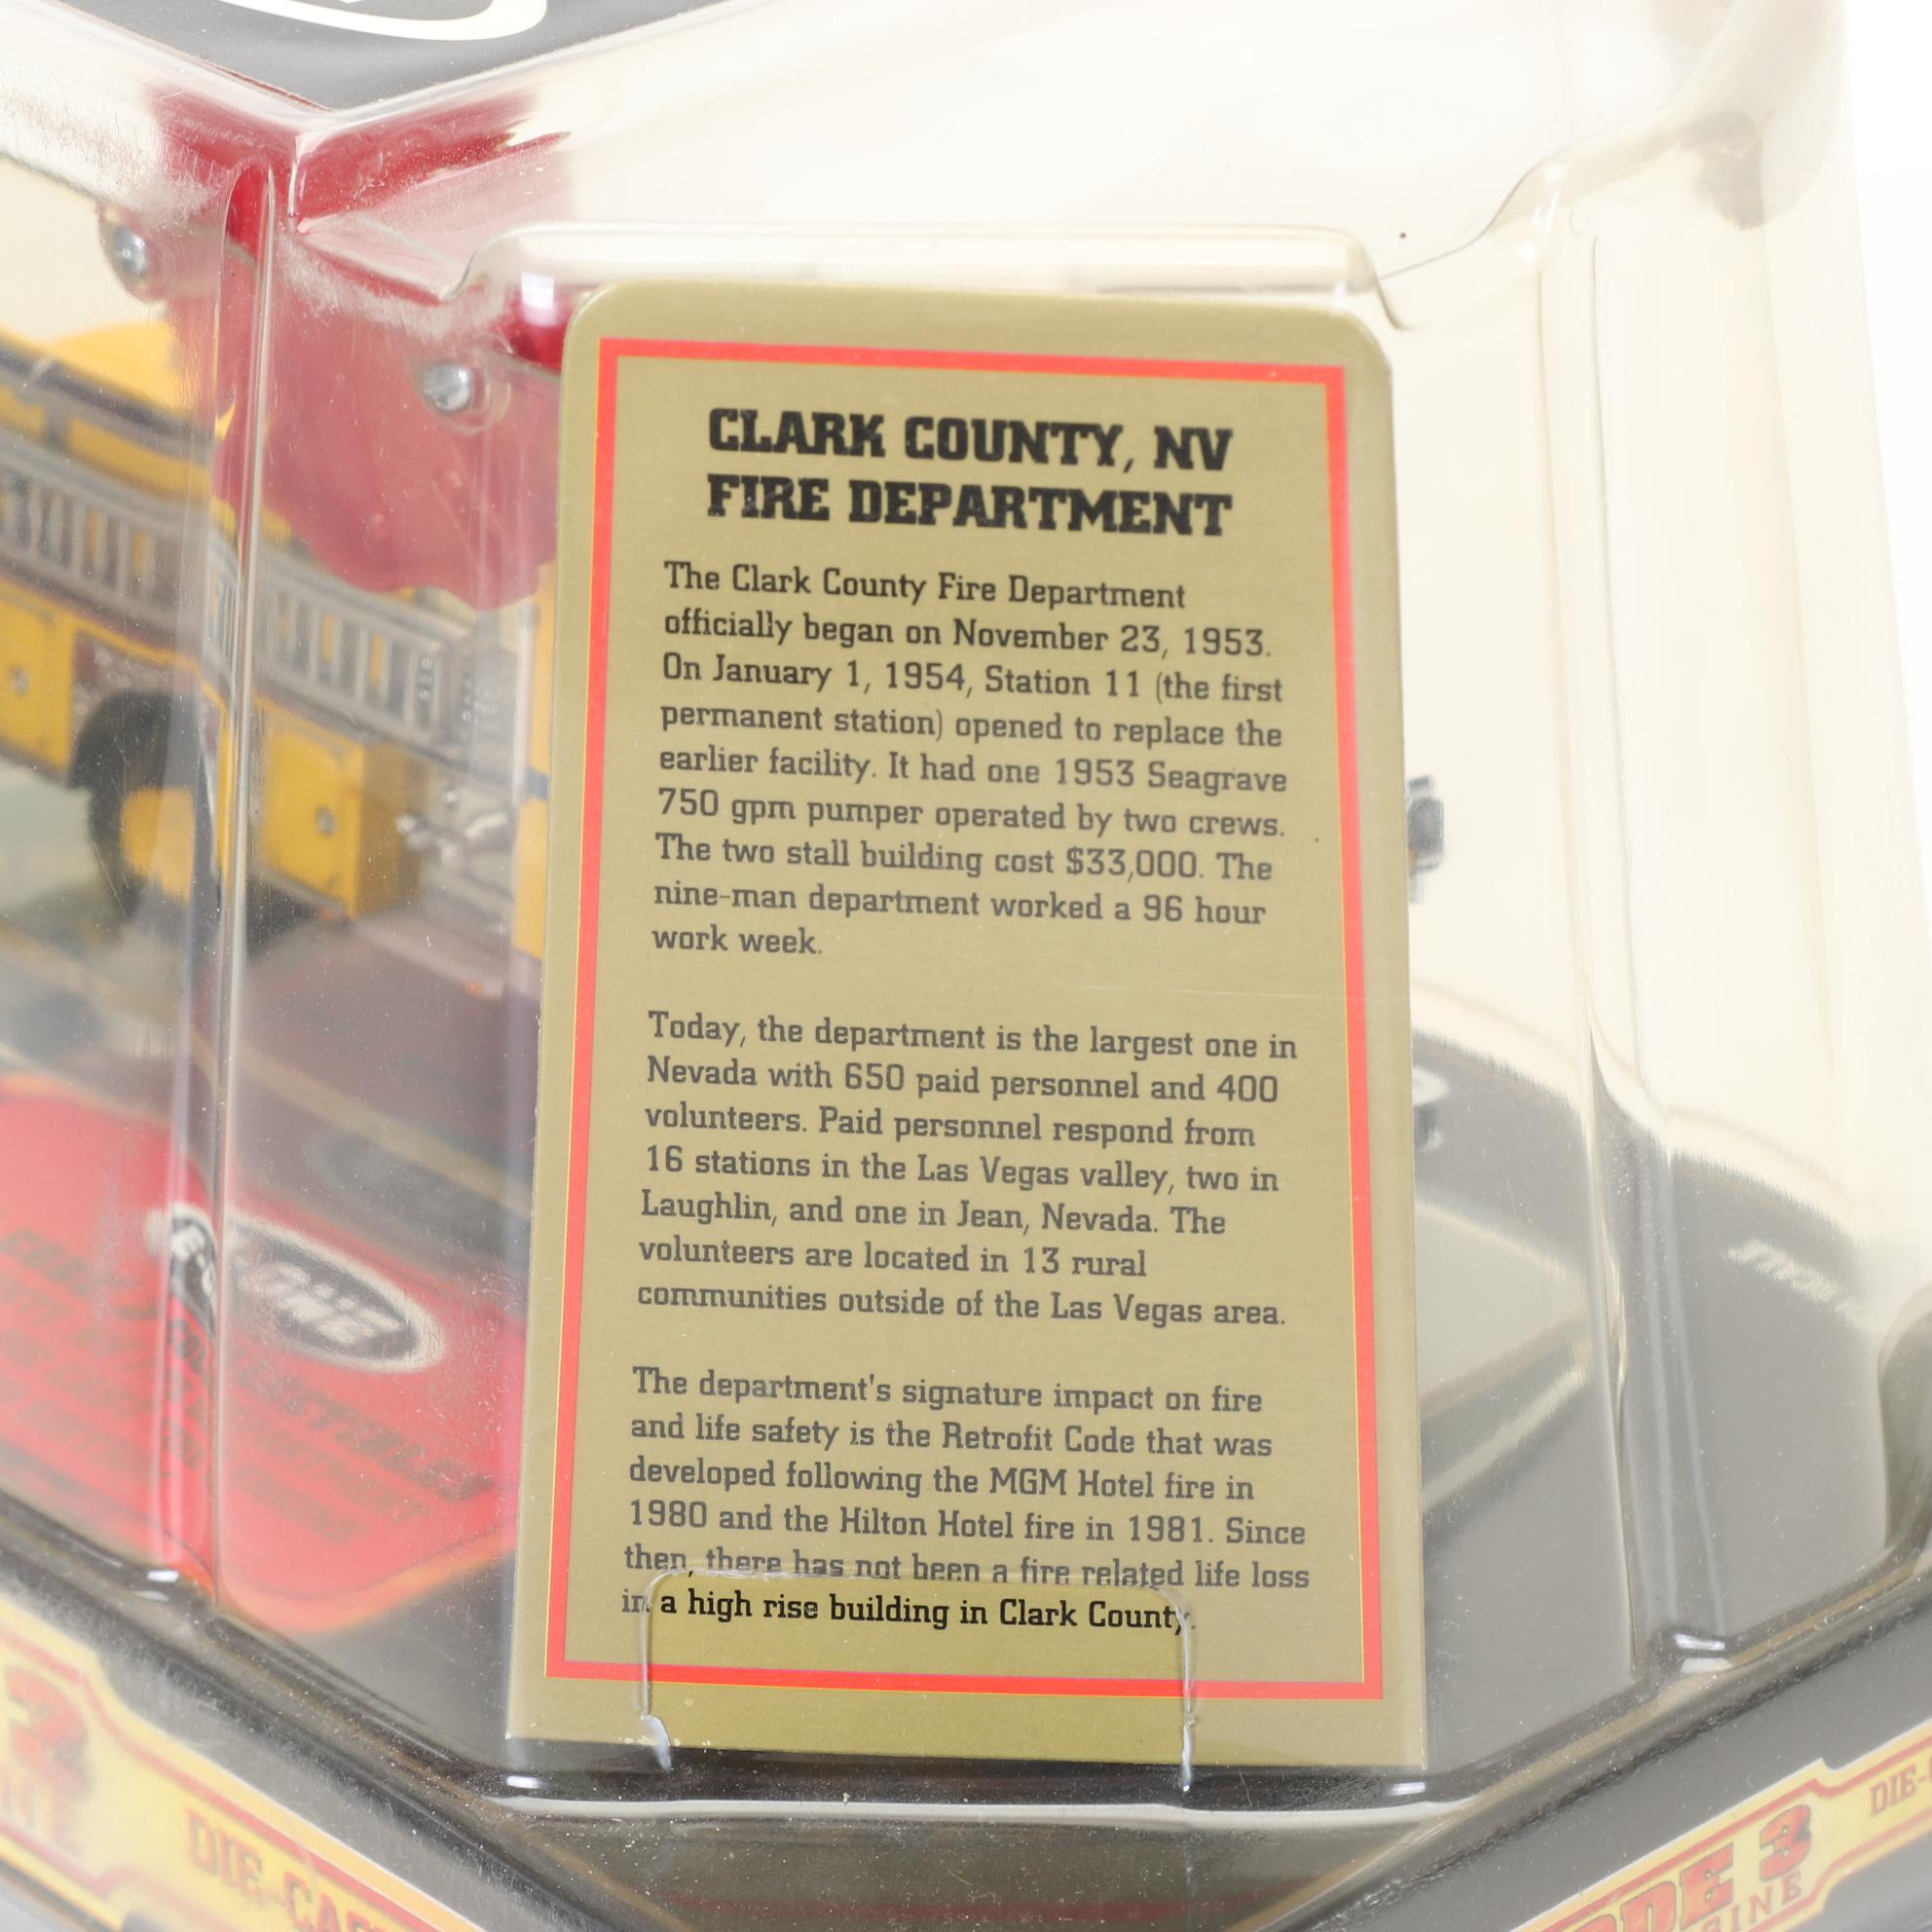 CLARK COUNTY, NV
FIRE DEPARTMENT
The Clark County Fire Department
officially began on November 23, 1953.
On January 1, 1954, Station 11 (the first
permanent station) opened to replace the
earlier facility. It had one 1953 Seagrave
750 gpm pumper operated by two crews.
The two stall building cost $33,000. The
nine-man department worked a 96 hour
work week.
Today, the department is the largest one in
Nevada with 650 paid personnel and 400
volunteers. Paid personnel respond from
16 stations in the Las Vegas valley, two in
Laughlin, and one in Jean, Nevada. The
volunteers are located in 13 rural
communities outside of the Las Vegas area.
The department's signature impact on fire
and life safety is the Retrofit Code that was
developed following the MGM Hotel fire in
1980 and the Hilton Hotel fire in 1981. Since
then, there has not been a fire related life loss
in a high rise building in Clark County.
ONE
DIE-CAS
3
DIE-